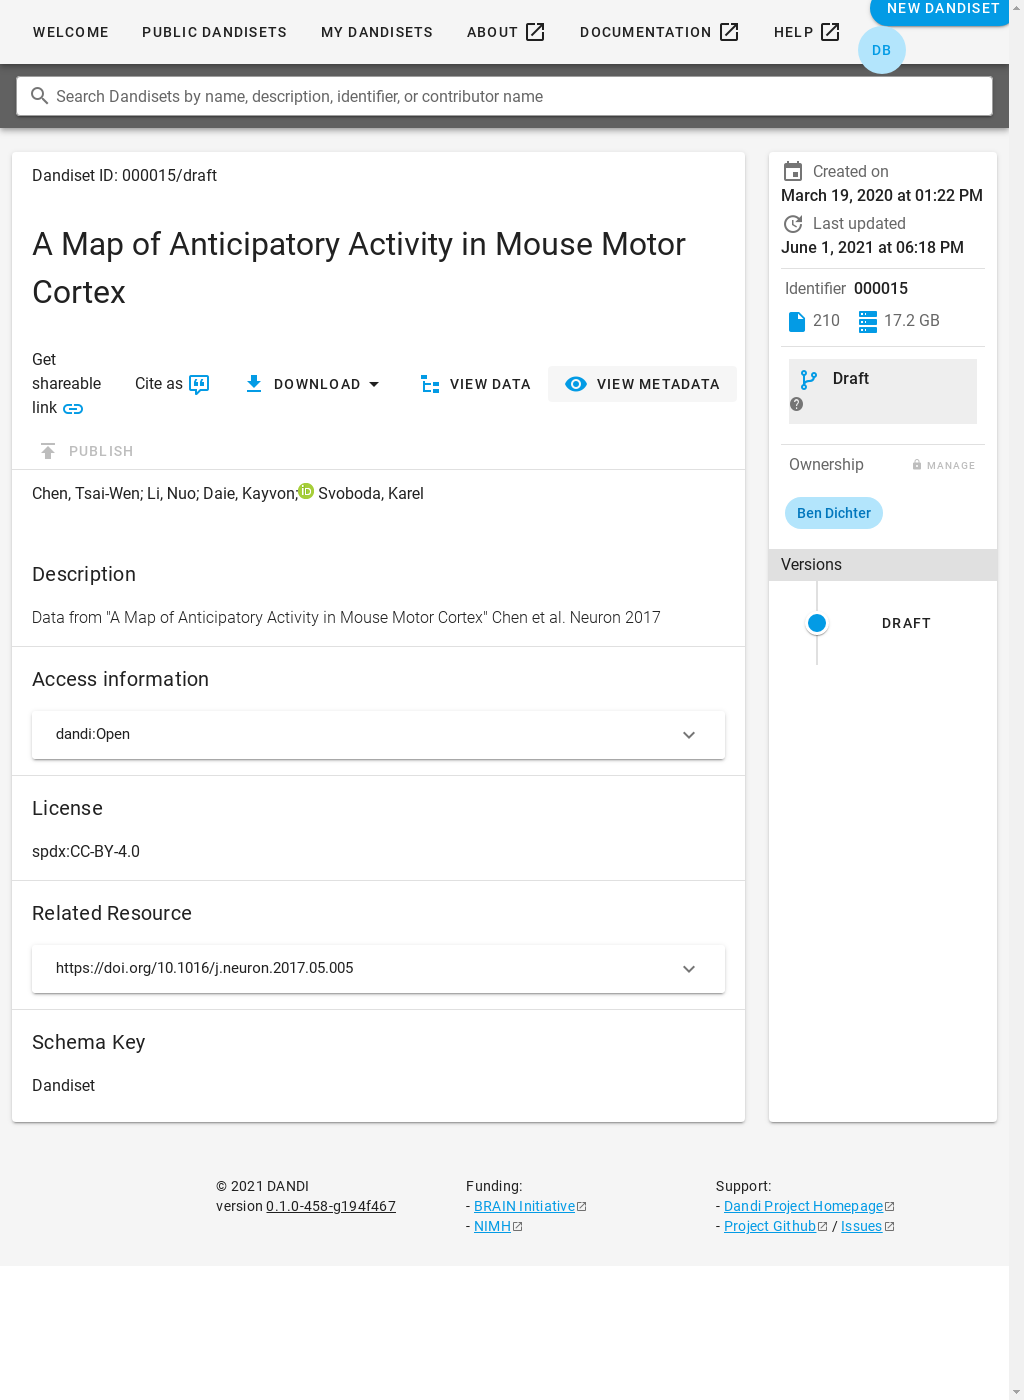 WELCOME PUBLIC DANDISETS MY DANDISETS ABOUT DOCUMENTATION HELP NEW DANDISET
DB
Search Dandisets by name, description, identifier, or contributor name
Dandiset ID: 000015/draft
A Map of Anticipatory Activity in Mouse Motor
Cortex
Get
shareable
link
Cite as
DOWNLOAD
VIEW DATA
VIEW METADATA
PUBLISH
Chen, Tsai-Wen; Li, Nuo; Daie, Kayvon; iD Svoboda, Karel
Description
Data from "A Map of Anticipatory Activity in Mouse Motor Cortex" Chen et al. Neuron 2017
Access information
dandi:Open
License
spdx:CC-BY-4.0
Related Resource
https://doi.org/10.1016/j.neuron.2017.05.005
Schema Key
Dandiset
Created on
March 19, 2020 at 01:22 PM
Last updated
June 1, 2021 at 06:18 PM
Identifier 000015
210 17.2 GB
Draft
?
Ownership MANAGE
Ben Dichter
Versions
DRAFT
© 2021 DANDI
version 0.1.0-458-g194f467
Funding:
- BRAIN Initiative
- NIMH
Support:
- Dandi Project Homepage
- Project Github / Issues